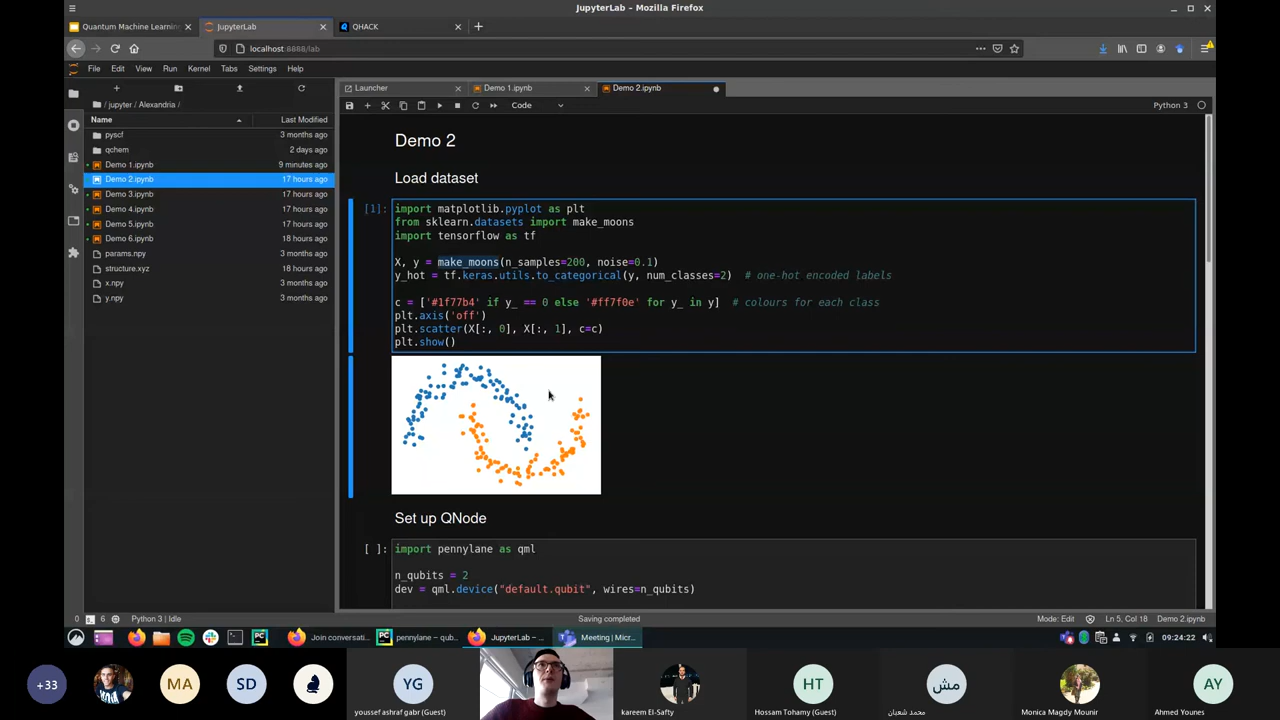 JupyterLab - Mozilla Firefox
Quantum Machine Learnin
JupyterLab
QHACK
localhost:8888/lab
File Edit View Run Kernel Tabs Settings Help
Launcher
Demo 1.ipynb
Demo 2.ipynb
Code
Python 3
/ jupyter / Alexandria /
Name Last Modified
pyscf 3 months ago
qchem 2 days ago
Demo 1.ipynb 9 minutes ago
Demo 2.ipynb 17 hours ago
Demo 3.ipynb 17 hours ago
Demo 4.ipynb 17 hours ago
Demo 5.ipynb 17 hours ago
Demo 6.ipynb 18 hours ago
params.npy 3 months ago
structure.xyz 18 hours ago
x.npy 3 months ago
y.npy 3 months ago
Demo 2
Load dataset
[1]: import matplotlib.pyplot as plt
from sklearn.datasets import make_moons
import tensorflow as tf
X, y = make_moons(n_samples=200, noise=0.1)
y_hot = tf.keras.utils.to_categorical(y, num_classes=2) # one-hot encoded labels
c = ['#1f77b4' if y_ == 0 else '#ff7f0e' for y_ in y] # colours for each class
plt.axis('off')
plt.scatter(X[:, 0], X[:, 1], c=c)
plt.show()
Set up QNode
[ ]: import pennylane as qml
n_qubits = 2
dev = qml.device("default.qubit", wires=n_qubits)
0 6 Python 3 | Idle Saving completed Mode: Edit Ln 5, Col 18 Demo 2.ipynb
Join conversati...
pennylane – qub...
JupyterLab – ...
Meeting | Micr...
09:24:22
+33
MA
SD
YG
HT
مش
AY
youssef ashraf gabr (Guest)
kareem El-Safty
Hossam Tohamy (Guest)
محمد شعبان
Monica Magdy Mounir
Ahmed Younes